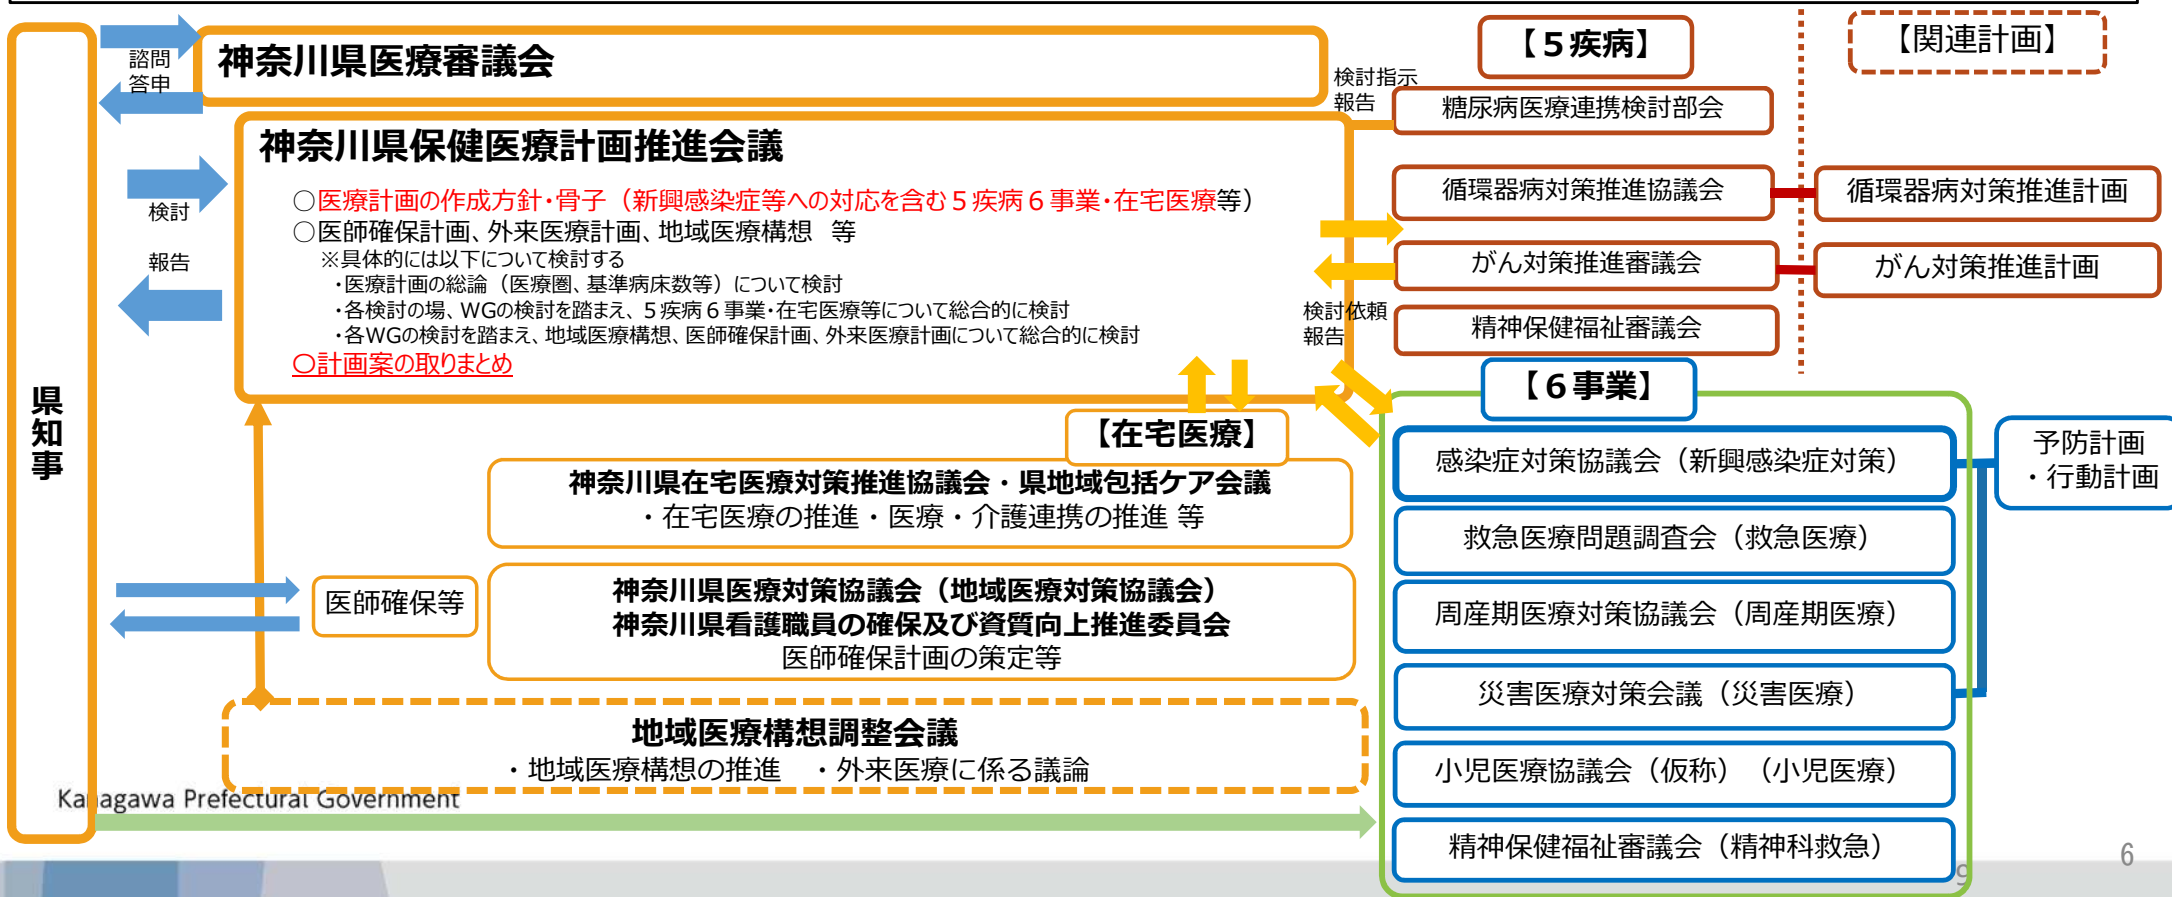 県知事
諮問
答申
神奈川県医療審議会
検討
報告
神奈川県保健医療計画推進会議
○医療計画の作成方針・骨子（新興感染症等への対応を含む５疾病６事業・在宅医療等）
○医師確保計画、外来医療計画、地域医療構想　等
※具体的には以下について検討する
・医療計画の総論（医療圏、基準病床数等）について検討
・各検討の場、WGの検討を踏まえ、５疾病６事業・在宅医療等について総合的に検討
・各WGの検討を踏まえ、地域医療構想、医師確保計画、外来医療計画について総合的に検討
○計画案の取りまとめ
検討指示
報告
検討依頼
報告
【５疾病】
糖尿病医療連携検討部会
循環器病対策推進協議会
がん対策推進審議会
精神保健福祉審議会
【関連計画】
循環器病対策推進計画
がん対策推進計画
【在宅医療】
神奈川県在宅医療対策推進協議会・県地域包括ケア会議
・在宅医療の推進・医療・介護連携の推進 等
医師確保等
神奈川県医療対策協議会（地域医療対策協議会）
神奈川県看護職員の確保及び資質向上推進委員会
医師確保計画の策定等
地域医療構想調整会議
・地域医療構想の推進　・外来医療に係る議論
【６事業】
感染症対策協議会（新興感染症対策）
救急医療問題調査会（救急医療）
周産期医療対策協議会（周産期医療）
災害医療対策会議（災害医療）
小児医療協議会（仮称）（小児医療）
精神保健福祉審議会（精神科救急）
予防計画
・行動計画
Kanagawa Prefectural Government
9
6